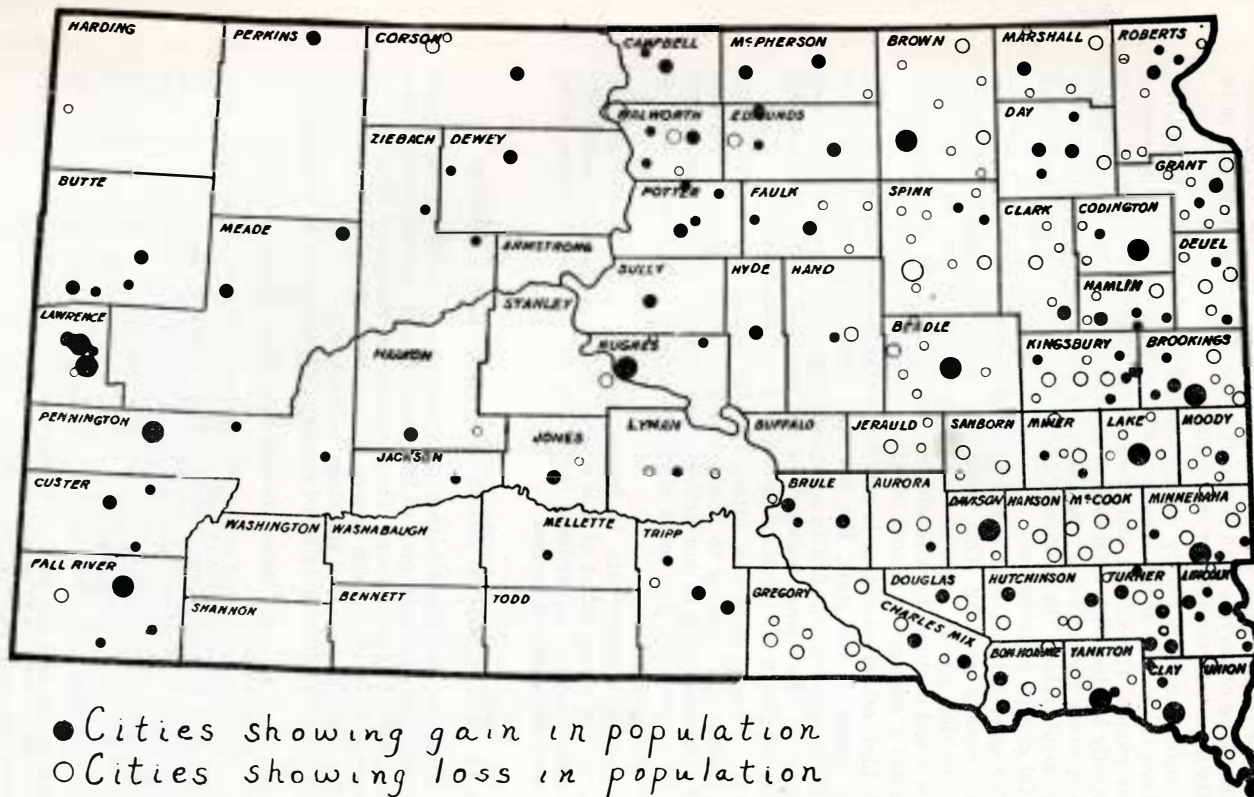 HARDING
PERKINS
CORSON
CAMPBELL
McPHERSON
BROWN
MARSHALL
ROBERTS
ZIEBACH
DEWEY
WALWORTH
EDMUNDS
DAY
GRANT
BUTTE
MEADE
ARMSTRONG
POTTER
FAULK
SPINK
CLARK
CODINGTON
DEUEL
HAMLIN
LAWRENCE
STANLEY
SULLY
HYDE
HAND
BEADLE
KINGSBURY
BROOKINGS
HAAKON
HUGHES
PENNINGTON
JACKSON
JONES
LYMAN
BUFFALO
JERAULD
SANBORN
MINER
LAKE
MOODY
CUSTER
WASHINGTON
WASHABAUGH
MELLETTE
TRIPP
BRULE
AURORA
DAVISON
HANSON
McCOOK
MINNEHAHA
FALL RIVER
SHANNON
BENNETT
TODD
GREGORY
DOUGLAS
CHARLES MIX
HUTCHINSON
TURNER
LINCOLN
BON HOMME
YANKTON
CLAY
UNION
Cities showing gain in population
Cities showing loss in population